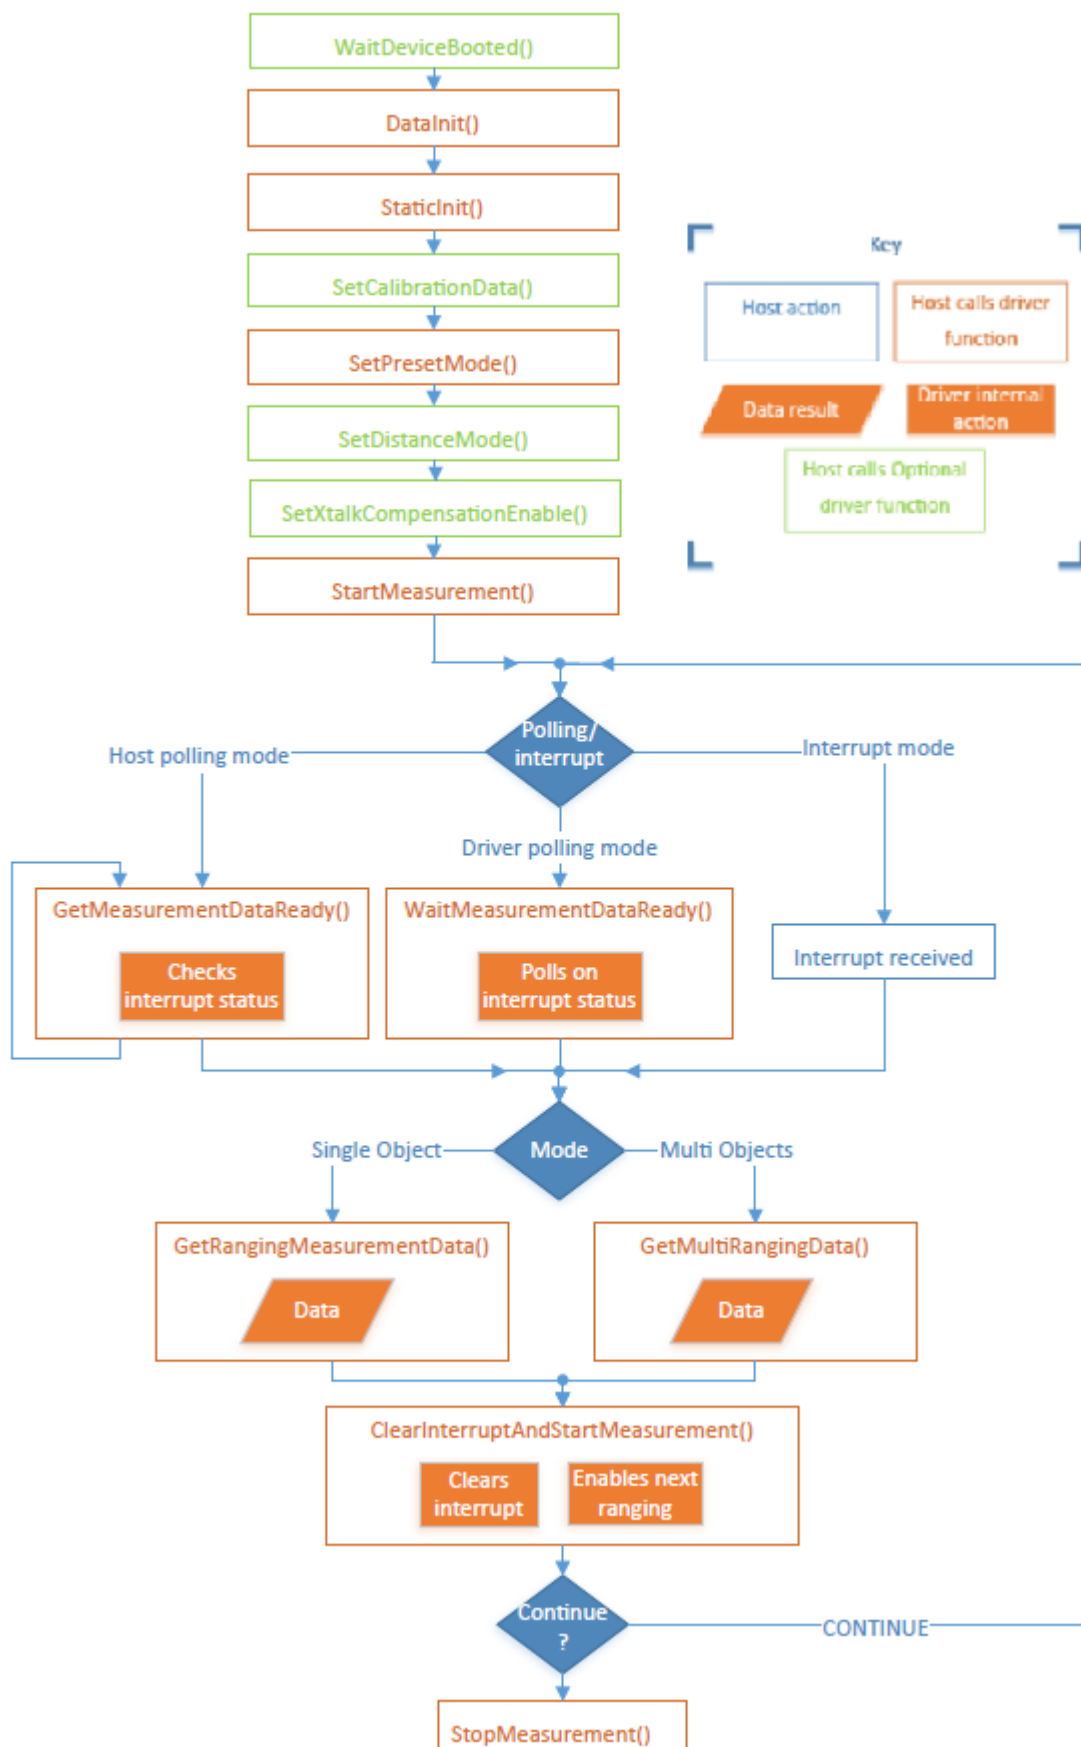 WaitDeviceBooted()
DataInit()
StaticInit()
SetCalibrationData()
SetPresetMode()
SetDistanceMode()
SetXtalkCompensationEnable()
StartMeasurement()
Key
Host action
Host calls driver
function
Data result
Driver internal
action
Host calls Optional
driver function
Polling/
interrupt
Host polling mode
Interrupt mode
Driver polling mode
GetMeasurementDataReady()
Checks
interrupt status
WaitMeasurementDataReady()
Polls on
interrupt status
Interrupt received
Mode
Single Object
Multi Objects
GetRangingMeasurementData()
Data
GetMultiRangingData()
Data
ClearInterruptAndStartMeasurement()
Clears
interrupt
Enables next
ranging
Continue
?
CONTINUE
StopMeasurement()